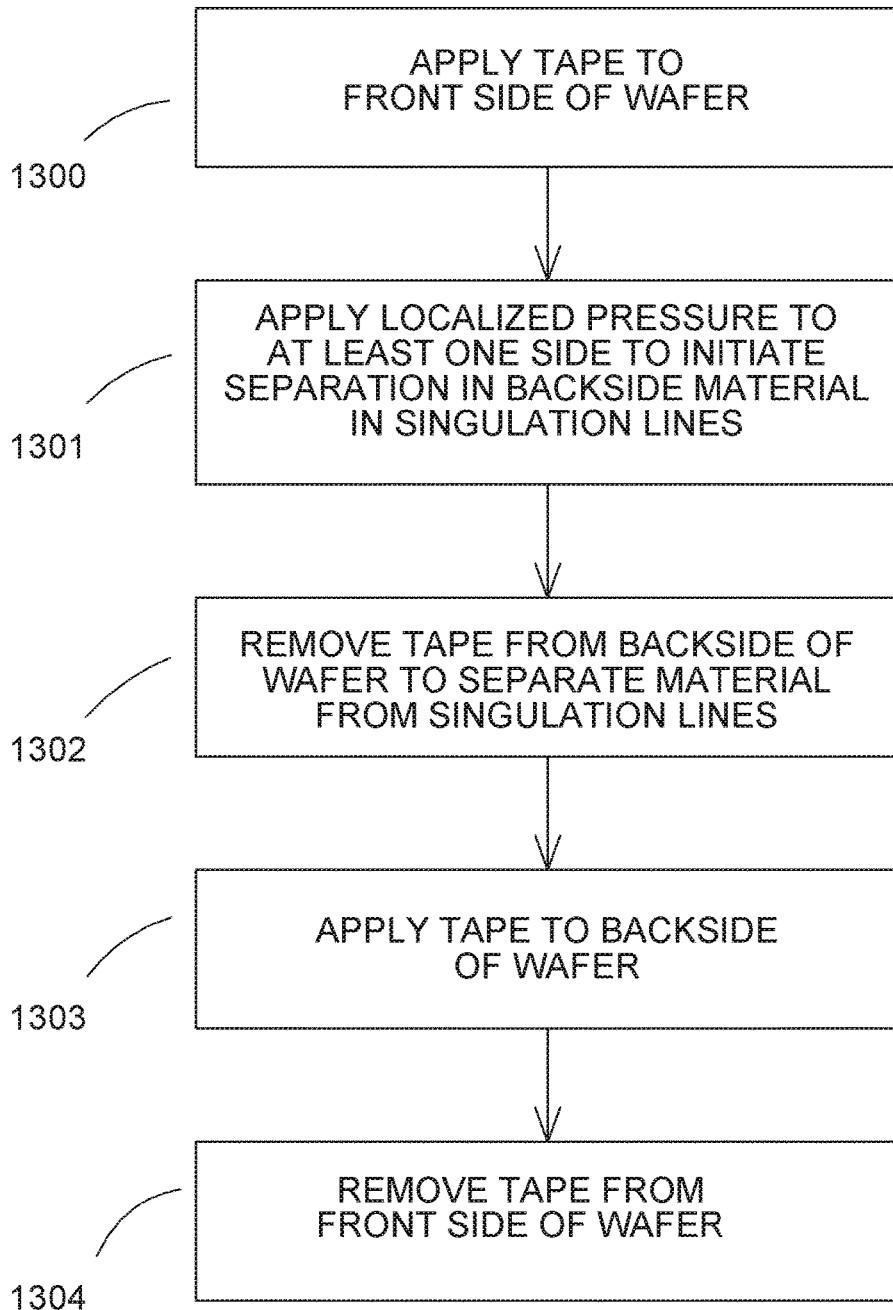 APPLY TAPE TO
FRONT SIDE OF WAFER
1300
APPLY LOCALIZED PRESSURE TO
AT LEAST ONE SIDE TO INITIATE
SEPARATION IN BACKSIDE MATERIAL
IN SINGULATION LINES
1301
REMOVE TAPE FROM BACKSIDE OF
WAFER TO SEPARATE MATERIAL
FROM SINGULATION LINES
1302
APPLY TAPE TO BACKSIDE
OF WAFER
1303
REMOVE TAPE FROM
FRONT SIDE OF WAFER
1304